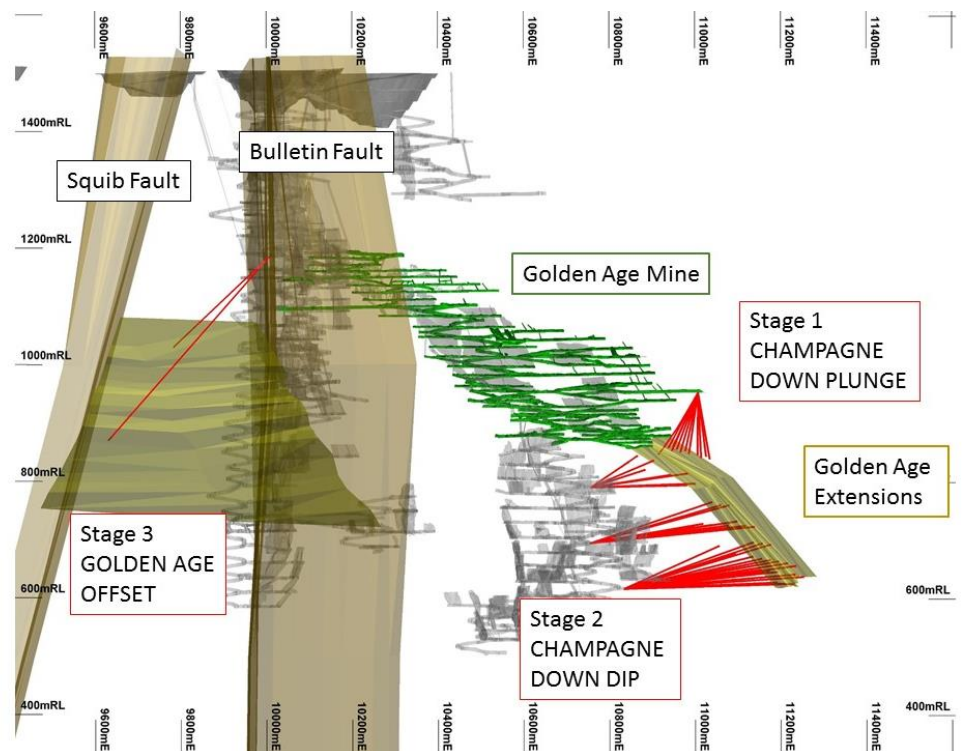 9600mE
9800mE
10000mE
10200mE
10400mE
10600mE
10800mE
11000mE
11200mE
11400mE
1400mRL
Bulletin Fault
Squib Fault
1200mRL
Golden Age Mine
Stage 1
CHAMPAGNE
DOWN PLUNGE
1000mRL
Golden Age
Extensions
800mRL
Stage 3
GOLDEN AGE
OFFSET
600mRL
600mRL
Stage 2
CHAMPAGNE
DOWN DIP
400mRL
400mRL
9600mE
9800mE
10000mE
10200mE
10400mE
10600mE
10800mE
11000mE
11200mE
11400mE